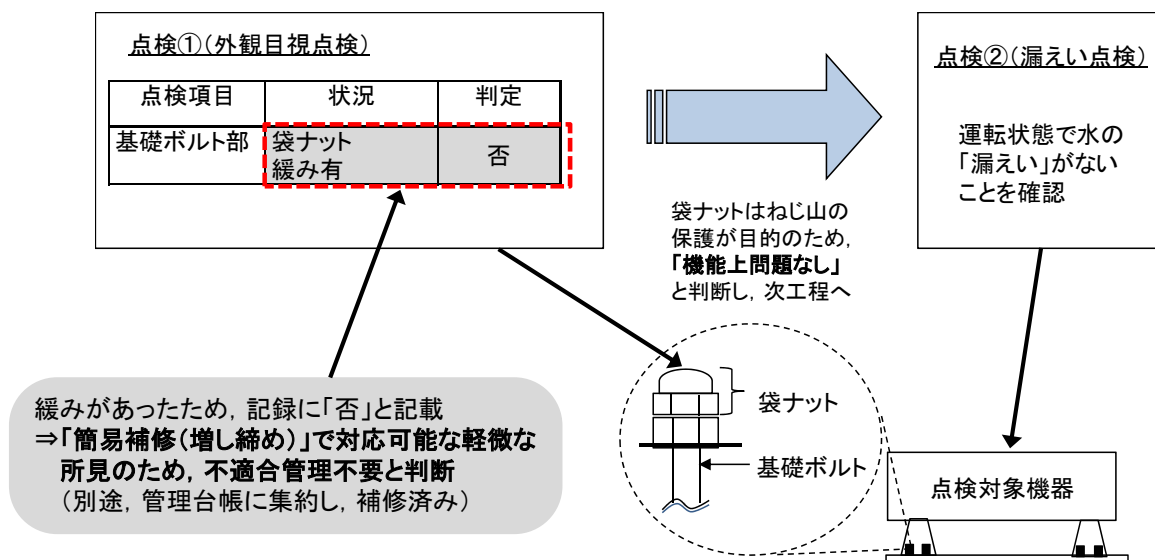 点検①(外観目視点検)
点検項目 状況 判定
基礎ボルト部 袋ナット
緩み有 否
点検②(漏えい点検)
運転状態で水の
「漏えい」がない
ことを確認
袋ナットはねじ山の
保護が目的のため,
「機能上問題なし」
と判断し, 次工程へ
緩みがあったため, 記録に「否」と記載
⇒「簡易補修(増し締め)」で対応可能な軽微な
所見のため, 不適合管理不要と判断
(別途, 管理台帳に集約し, 補修済み)
袋ナット
基礎ボルト
点検対象機器